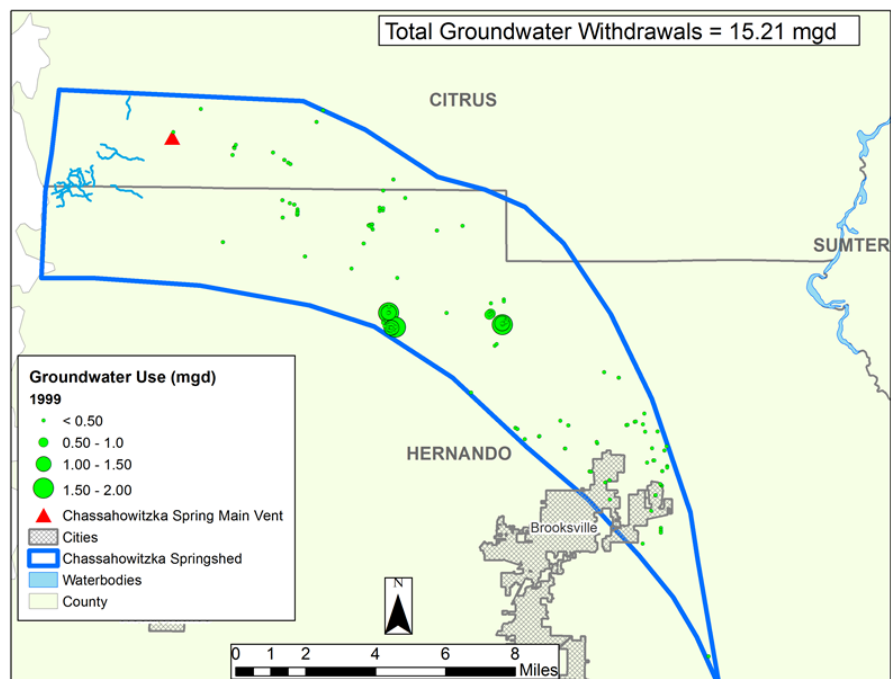 Total Groundwater Withdrawals = 15.21 mgd
CITRUS
SUMTER
HERNANDO
Brooksville
Groundwater Use (mgd)
1999
< 0.50
0.50 - 1.0
1.00 - 1.50
1.50 - 2.00
Chassahowitzka Spring Main Vent
Cities
Chassahowitzka Springshed
Waterbodies
County
N
0 1 2 4 6 8
Miles